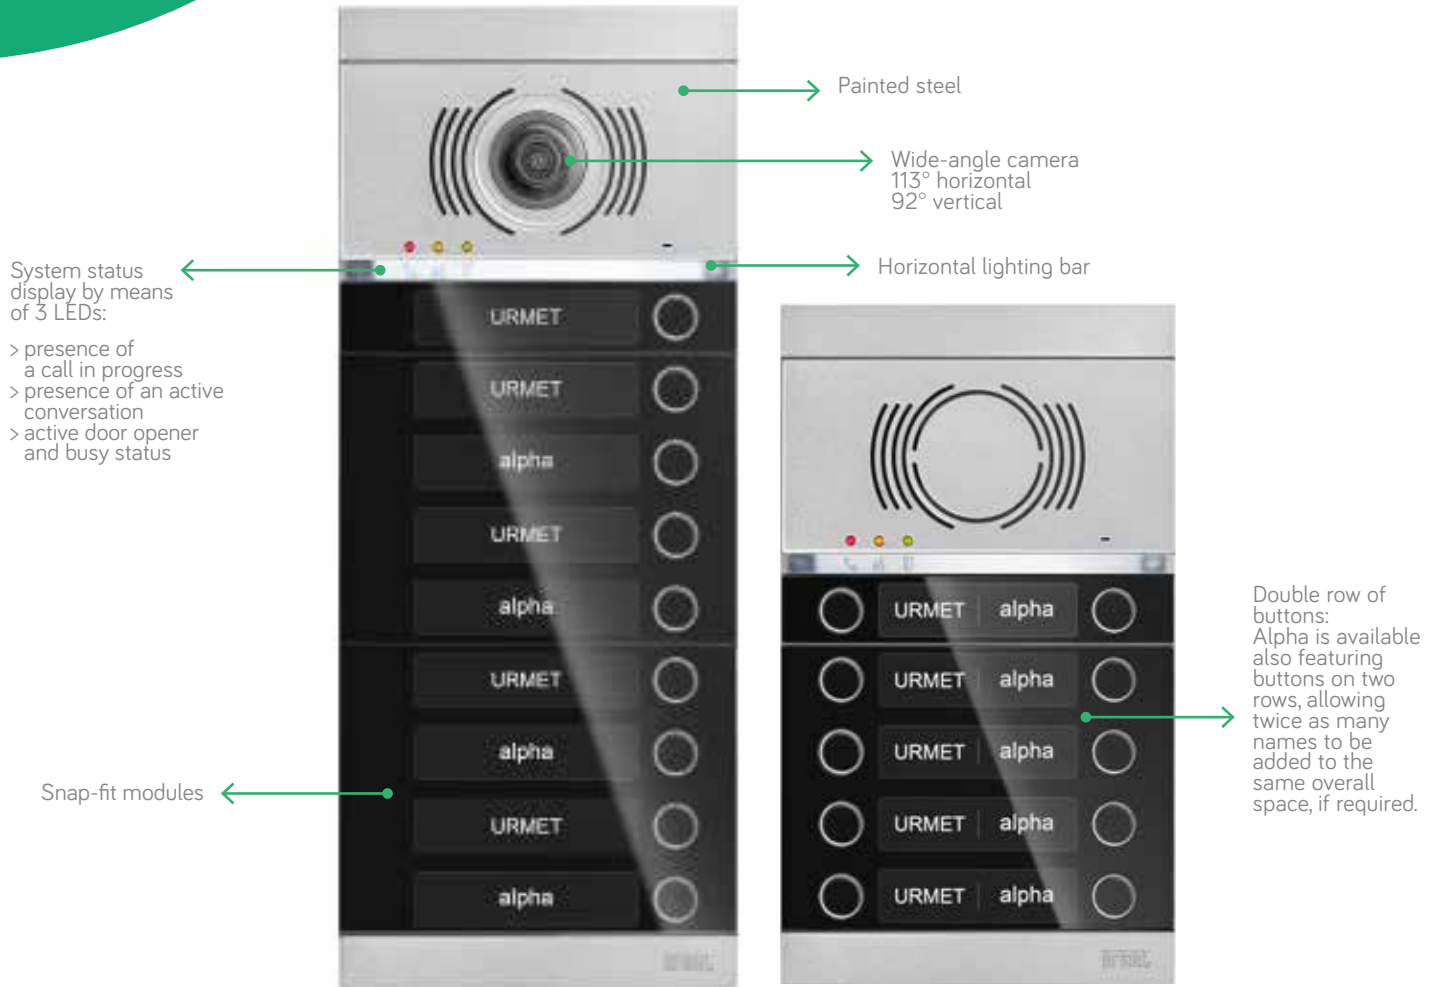 Painted steel
Wide-angle camera
113° horizontal
92° vertical
Horizontal lighting bar
System status
display by means
of 3 LEDs:
> presence of
a call in progress
> presence of an active
conversation
> active door opener
and busy status
Snap-fit modules
URMET
URMET
alpha
URMET
alpha
URMET
alpha
URMET
alpha
urmet
URMET alpha
URMET alpha
URMET alpha
URMET alpha
URMET alpha
urmet
Double row of
buttons:
Alpha is available
also featuring
buttons on two
rows, allowing
twice as many
names to be
added to the
same overall
space, if required.